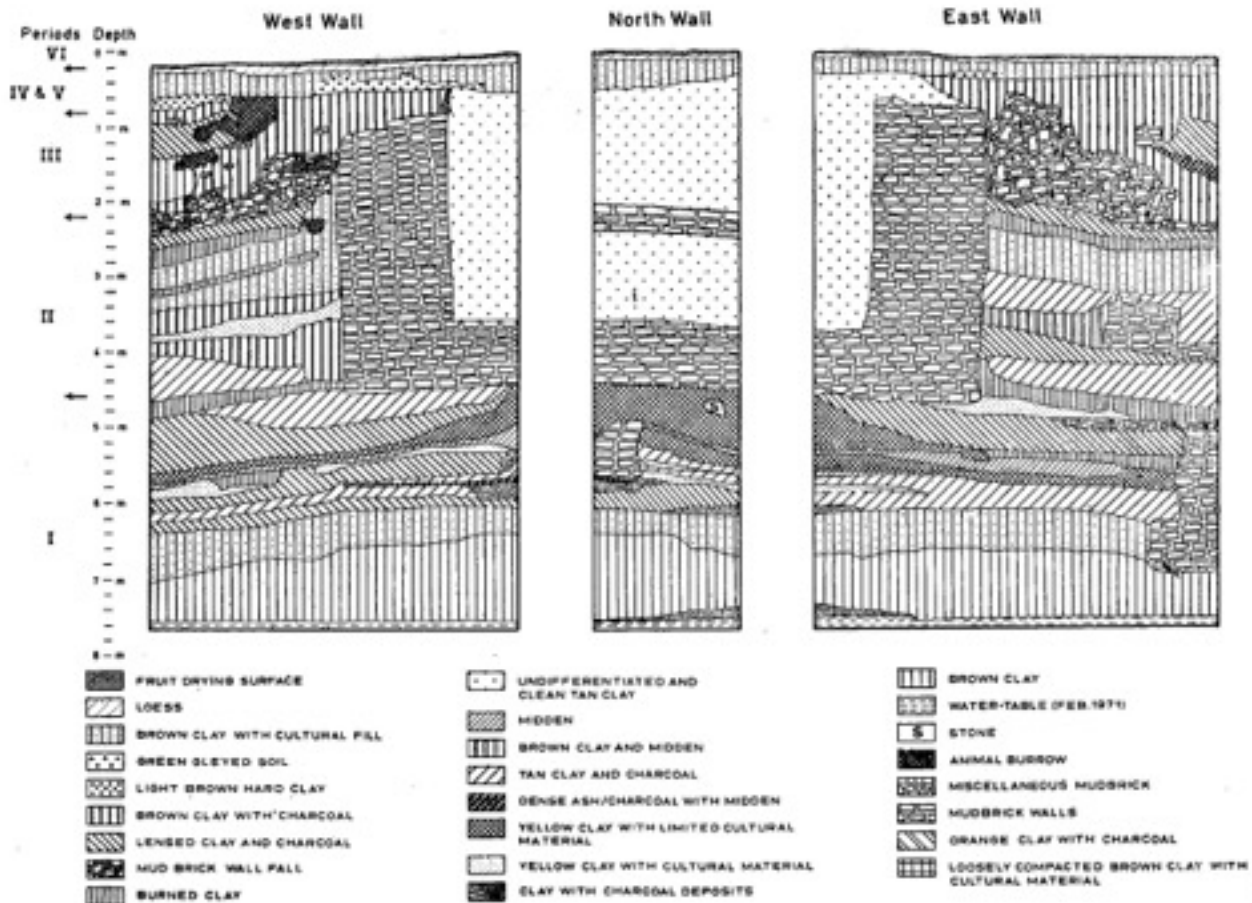 West Wall
North Wall
East Wall
Periods Depth
VI
IV & V
III
II
I
0 - m
1 - m
2 - m
3 - m
4 - m
5 - m
6 - m
7 - m
8 - m
S
FRUIT DRYING SURFACE
LOESS
BROWN CLAY WITH CULTURAL FILL
GREEN GLEYED SOIL
LIGHT BROWN HARD CLAY
BROWN CLAY WITH CHARCOAL
LENSED CLAY AND CHARCOAL
MUD BRICK WALL FALL
BURNED CLAY
UNDIFFERENTIATED AND
CLEAN TAN CLAY
MIDDEN
BROWN CLAY AND MIDDEN
TAN CLAY AND CHARCOAL
DENSE ASH/CHARCOAL WITH MIDDEN
YELLOW CLAY WITH LIMITED CULTURAL
MATERIAL
YELLOW CLAY WITH CULTURAL MATERIAL
CLAY WITH CHARCOAL DEPOSITS
BROWN CLAY
WATER-TABLE (FEB.1971)
S STONE
ANIMAL BURROW
MISCELLANEOUS MUDBRICK
MUDBRICK WALLS
ORANGE CLAY WITH CHARCOAL
LOOSELY COMPACTED BROWN CLAY WITH
CULTURAL MATERIAL